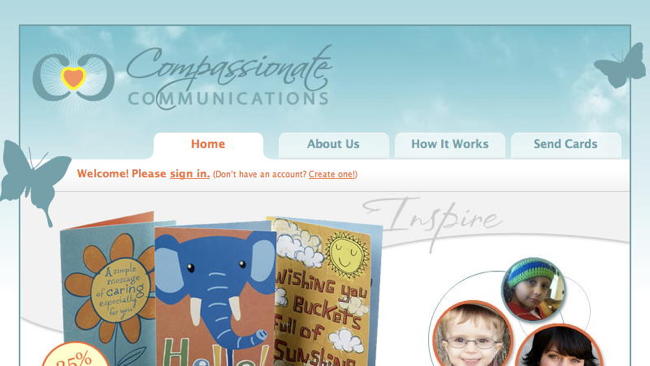 Compassionate
COMMUNICATIONS
Home
About Us
How It Works
Send Cards
Welcome! Please sign in. (Don't have an account? Create one!)
Inspire
A simple
message
of caring
especially
for you!
Hello!
Wishing you
Buckets
full of
Sunshine
85%